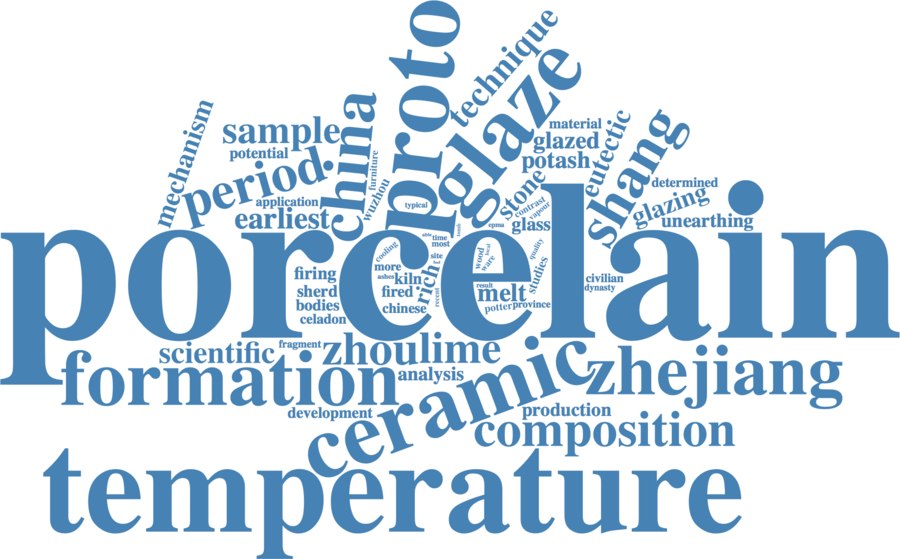 proto
technique
glaze
china
mechanism
sample
potential
period
application
earliest
furniture
wuzhou
typical
material
glazed
potash
eutectic
shang
stone
contrast
vapour
glass
epma
determined
glazing
unearthing
porcelain
cooling
time
most
site
more
ashes
kiln
rich
fired
chinese
recent
firing
sherd
bodies
celadon
wood
ware
result
melt
potter
province
quality
studies
civilian
dynasty
scientific
fragment
zhou
lime
formation
analysis
ceramic
zhejiang
development
production
composition
temperature